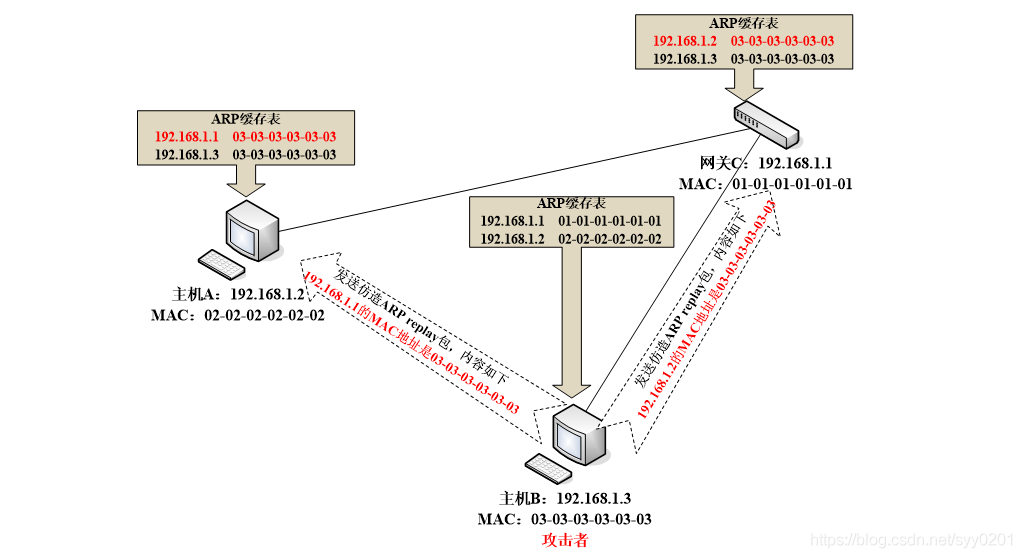 ARP缓存表
192.168.1.2 03-03-03-03-03-03
192.168.1.3 03-03-03-03-03-03
ARP缓存表
192.168.1.1 03-03-03-03-03-03
192.168.1.3 03-03-03-03-03-03
网关C：192.168.1.1
MAC：01-01-01-01-01-01
ARP缓存表
192.168.1.1 01-01-01-01-01-01
192.168.1.2 02-02-02-02-02-02
主机A：192.168.1.2
MAC：02-02-02-02-02-02
发送仿造ARP replay包，内容如下
192.168.1.1的MAC地址是03-03-03-03-03-03
发送仿造ARP replay包，内容如下
192.168.1.2的MAC地址是03-03-03-03-03-03
主机B：192.168.1.3
MAC：03-03-03-03-03-03
攻击者
https://blog.csdn.net/syy0201